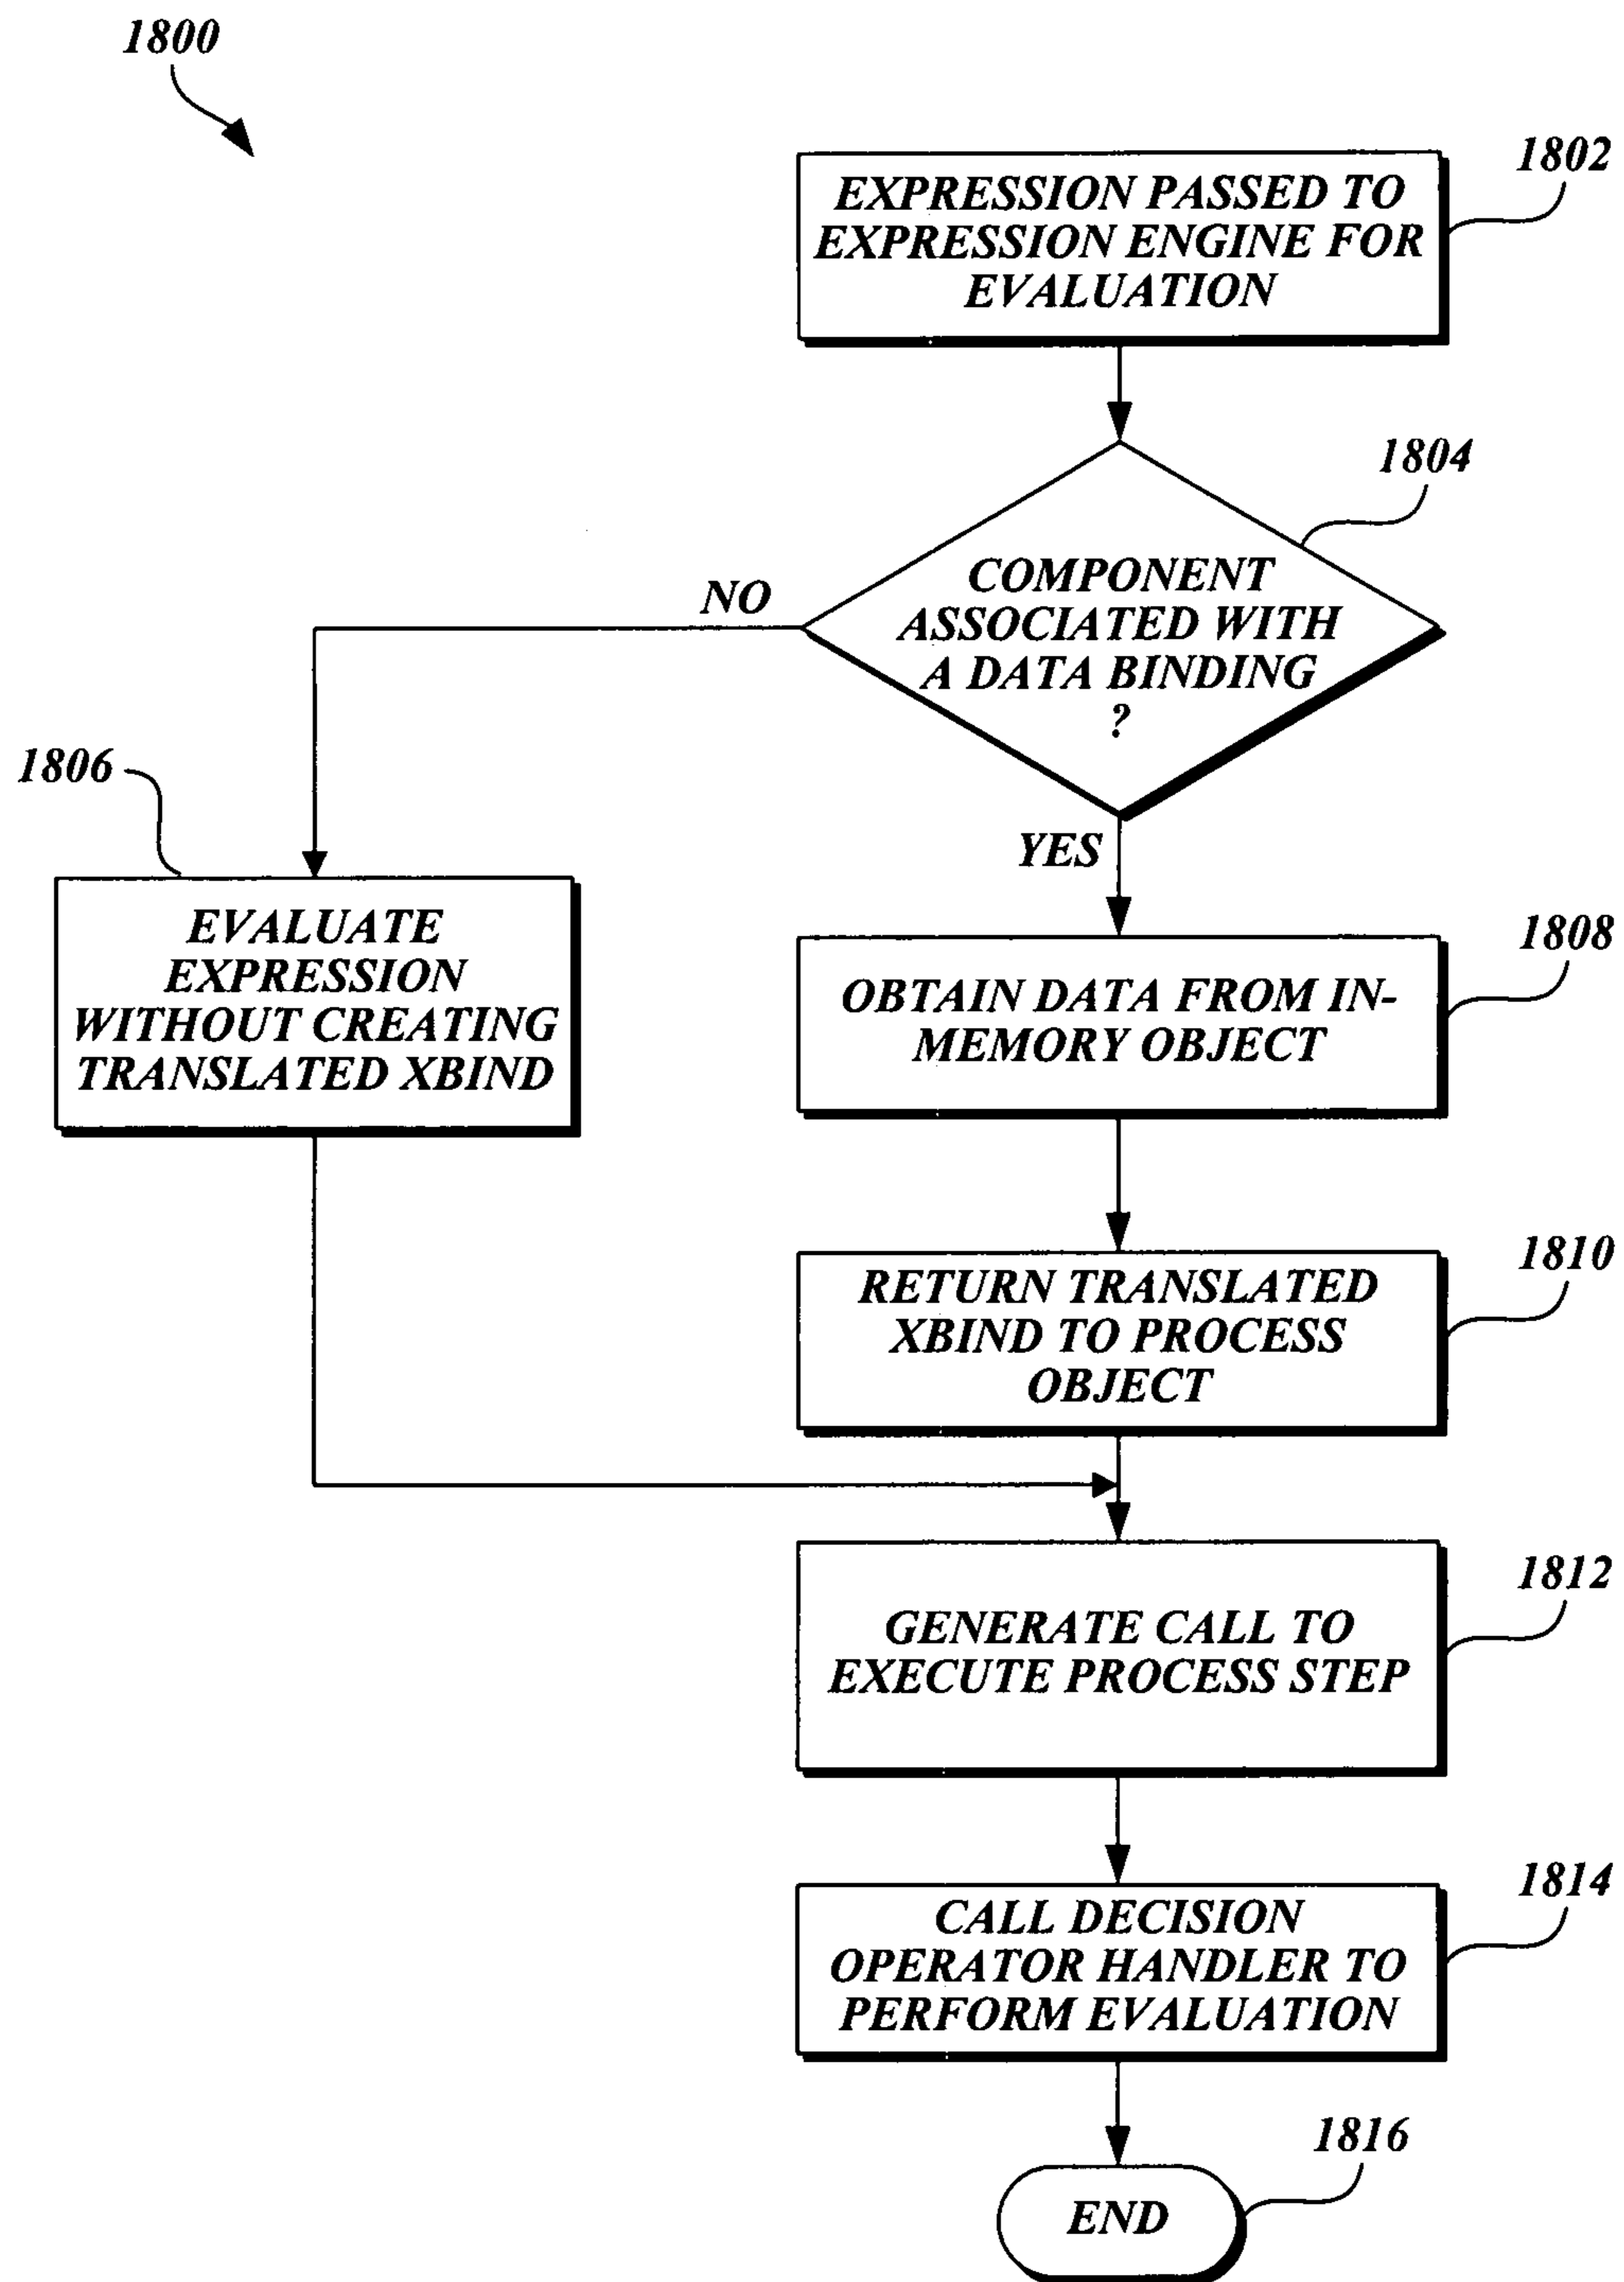 1800
1802
EXPRESSION PASSED TO
EXPRESSION ENGINE FOR
EVALUATION
1804
COMPONENT
ASSOCIATED WITH
A DATA BINDING
?
NO
YES
1806
EVALUATE
EXPRESSION
WITHOUT CREATING
TRANSLATED XBIND
1808
OBTAIN DATA FROM IN-
MEMORY OBJECT
1810
RETURN TRANSLATED
XBIND TO PROCESS
OBJECT
1812
GENERATE CALL TO
EXECUTE PROCESS STEP
1814
CALL DECISION
OPERATOR HANDLER TO
PERFORM EVALUATION
1816
END